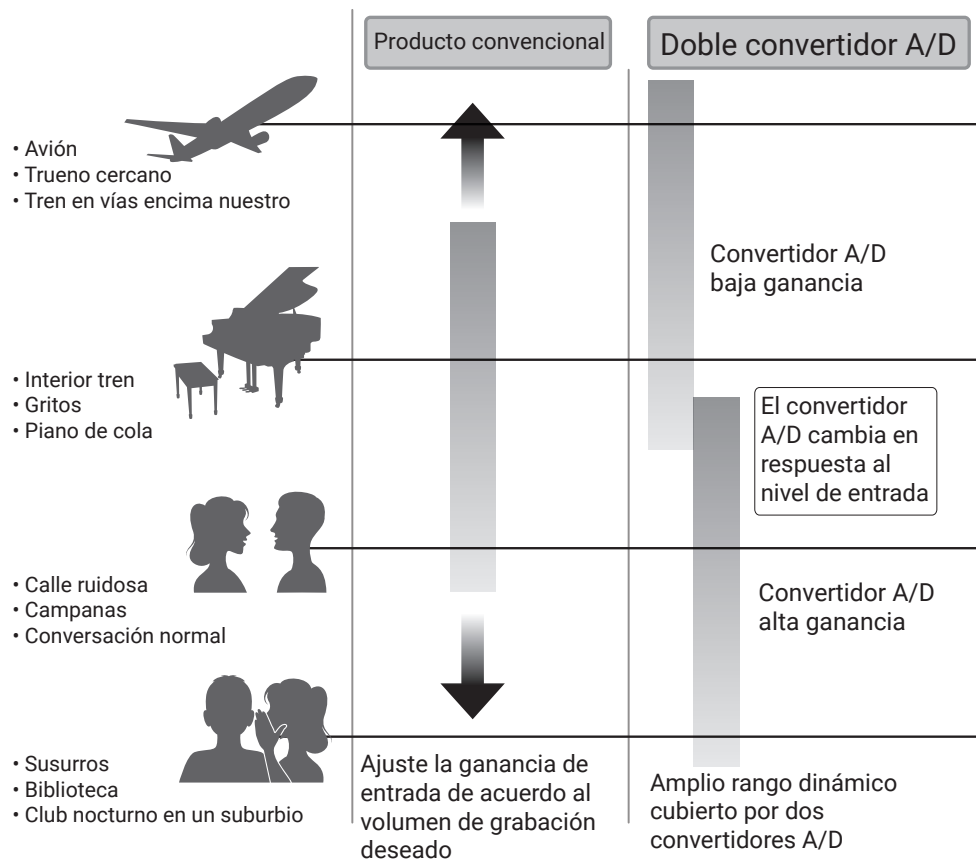 Producto convencional
Doble convertidor A/D
• Avión
• Trueno cercano
• Tren en vías encima nuestro
Convertidor A/D
baja ganancia
• Interior tren
• Gritos
• Piano de cola
El convertidor
A/D cambia en
respuesta al
nivel de entrada
• Calle ruidosa
• Campanas
• Conversación normal
Convertidor A/D
alta ganancia
• Susurros
• Biblioteca
• Club nocturno en un suburbio
Ajuste la ganancia de
entrada de acuerdo al
volumen de grabación
deseado
Amplio rango dinámico
cubierto por dos
convertidores A/D